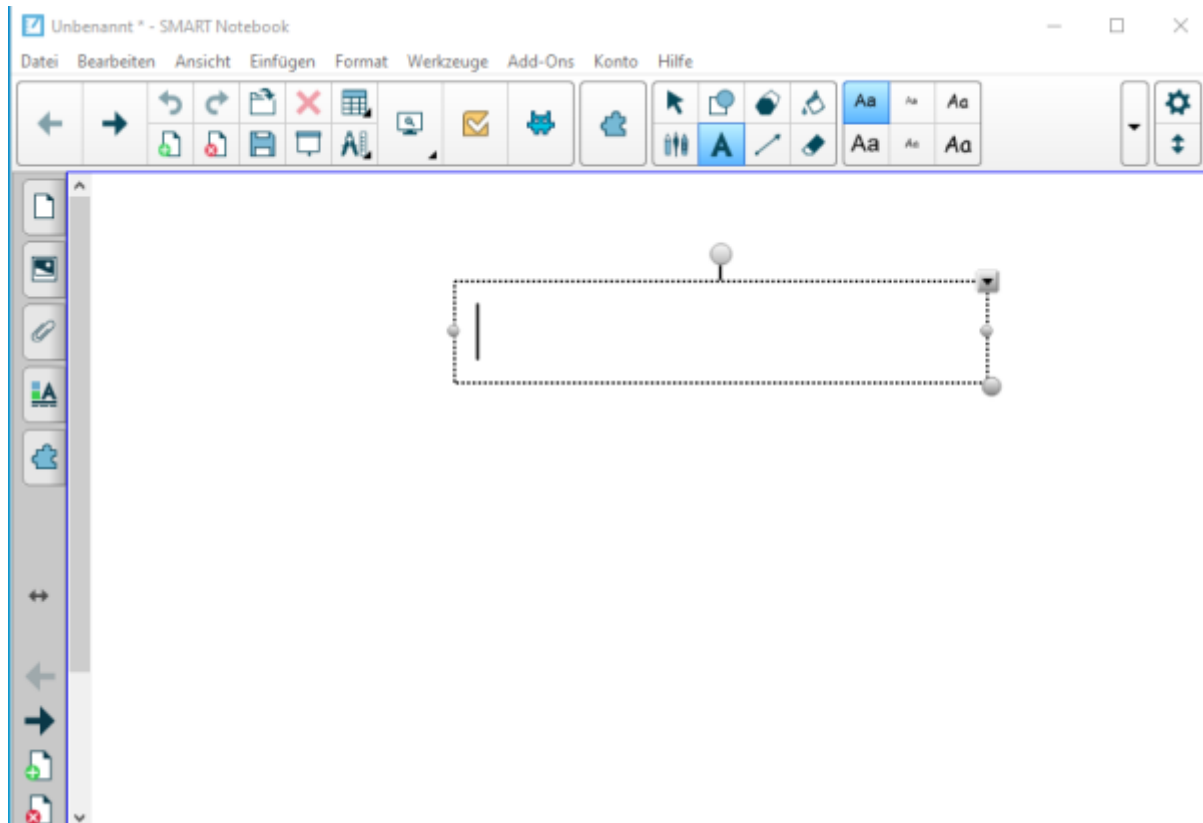 Unbenannt * - SMART Notebook
Datei Bearbeiten Ansicht Einfügen Format Werkzeuge Add-Ons Konto Hilfe
Aa Aa Aa
Aa Aa Aa